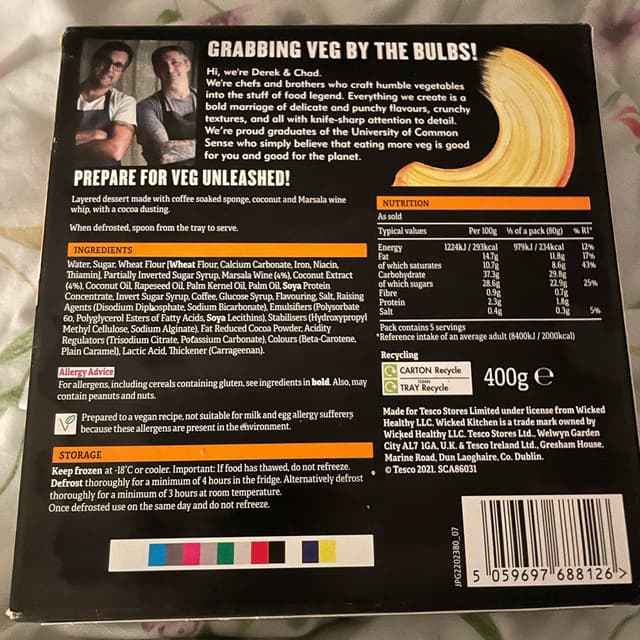 GRABBING VEG BY THE BULBS!
Hi, we're Derek & Chad.
We're chefs and brothers who craft humble vegetables
into the stuff of food legend. Everything we create is a
bold marriage of delicate and punchy flavours, crunchy
textures, and all with knife-sharp attention to detail.
We're proud graduates of the University of Common
Sense who simply believe that eating more veg is good
for you and good for the planet.
PREPARE FOR VEG UNLEASHED!
Layered dessert made with coffee soaked sponge, coconut and Marsala wine
whip, with a cocoa dusting.
When defrosted, spoon from the tray to serve.
INGREDIENTS
Water, Sugar, Wheat Flour [Wheat Flour, Calcium Carbonate, Iron, Niacin,
Thiamin], Partially Inverted Sugar Syrup, Marsala Wine (4%), Coconut Extract
(4%), Coconut Oil, Rapeseed Oil, Palm Kernel Oil, Palm Oil, Soya Protein
Concentrate, Invert Sugar Syrup, Coffee, Glucose Syrup, Flavouring, Salt, Raising
Agents (Disodium Diphosphate, Sodium Bicarbonate), Emulsifiers (Polysorbate
60, Polyglycerol Esters of Fatty Acids, Soya Lecithins), Stabilisers (Hydroxypropyl
Methyl Cellulose, Sodium Alginate), Fat Reduced Cocoa Powder, Acidity
Regulators (Trisodium Citrate, Potassium Carbonate), Colours (Beta-Carotene,
Plain Caramel), Lactic Acid, Thickener (Carrageenan).
Allergy Advice
For allergens, including cereals containing gluten, see ingredients in bold. Also, may
contain peanuts and nuts.
Prepared to a vegan recipe, not suitable for milk and egg allergy sufferers
because these allergens are present in the environment.
STORAGE
Keep frozen at -18°C or cooler. Important: If food has thawed, do not refreeze.
Defrost thoroughly for a minimum of 4 hours in the fridge. Alternatively defrost
thoroughly for a minimum of 3 hours at room temperature.
Once defrosted use on the same day and do not refreeze.
NUTRITION
As sold
Typical values Per 100g ⅕ of a pack (80g) % RI*
Energy 1224kJ / 293kcal 979kJ / 234kcal 12%
Fat 14.7g 11.8g 17%
of which saturates 10.7g 8.6g 43%
Carbohydrate 37.3g 29.8g
of which sugars 28.6g 22.9g 25%
Fibre 0.9g 0.7g
Protein 2.3g 1.8g
Salt 0.4g 0.3g 5%
Pack contains 5 servings
*Reference intake of an average adult (8400kJ / 2000kcal)
Recycling
CARTON Recycle
CLEAN
TRAY Recycle
400g e
Made for Tesco Stores Limited under license from Wicked
Healthy LLC. Wicked Kitchen is a trade mark owned by
Wicked Healthy LLC. Tesco Stores Ltd., Welwyn Garden
City AL7 1GA, U.K. & Tesco Ireland Ltd., Gresham House,
Marine Road, Dun Laoghaire, Co. Dublin.
© Tesco 2021. SCA86031
JPG2202380_07
5 059697 688126 >